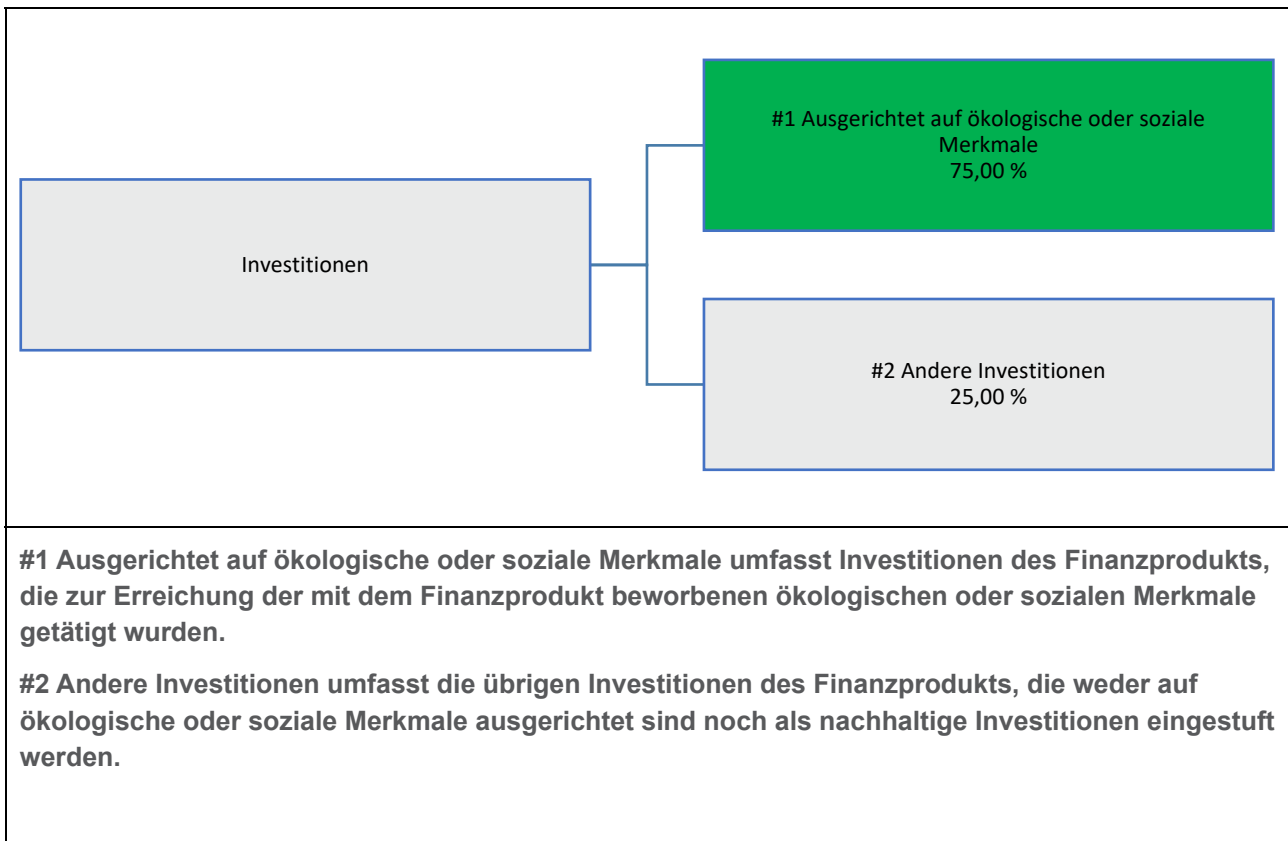 #1 Ausgerichtet auf ökologische oder soziale
Merkmale
75,00 %
Investitionen
#2 Andere Investitionen
25,00 %
#1 Ausgerichtet auf ökologische oder soziale Merkmale umfasst Investitionen des Finanzprodukts,
die zur Erreichung der mit dem Finanzprodukt beworbenen ökologischen oder sozialen Merkmale
getätigt wurden.
#2 Andere Investitionen umfasst die übrigen Investitionen des Finanzprodukts, die weder auf
ökologische oder soziale Merkmale ausgerichtet sind noch als nachhaltige Investitionen eingestuft
werden.